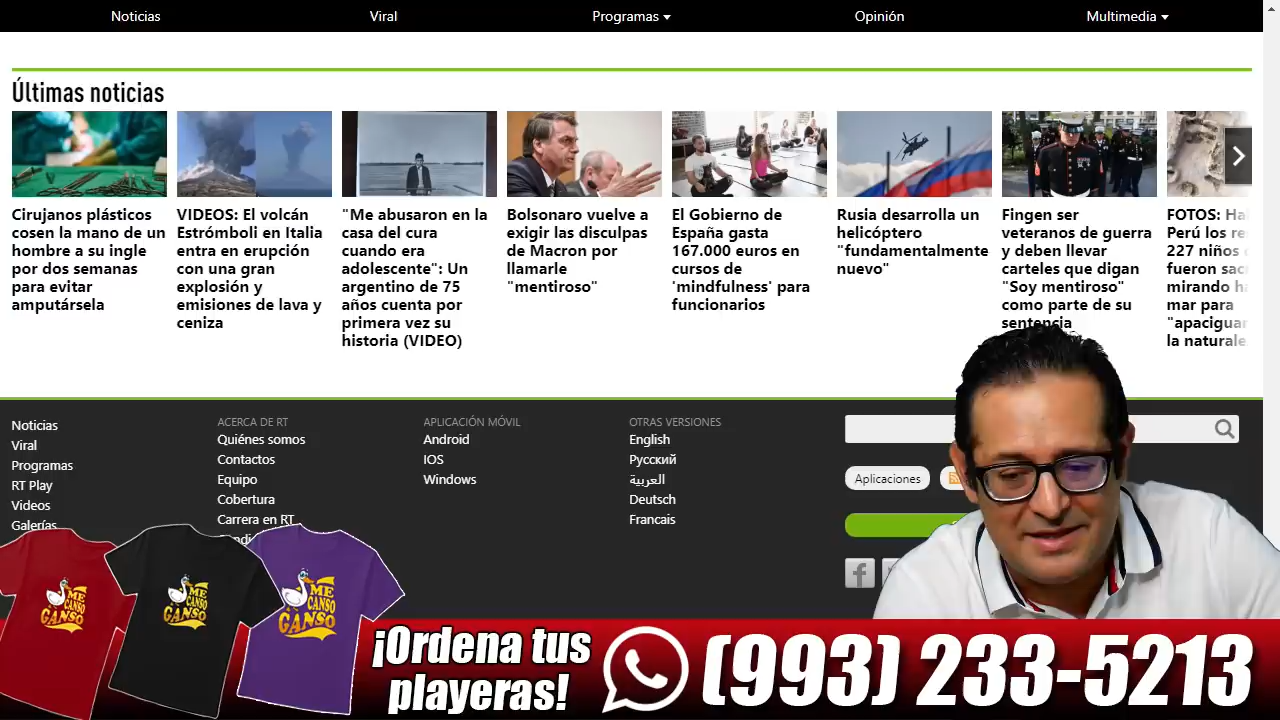 Noticias
Viral
Programas
Opinión
Multimedia
Últimas noticias
Cirujanos plásticos
cosen la mano de un
hombre a su ingle
por dos semanas
para evitar
amputársela
VIDEOS: El volcán
Estrómboli en Italia
entra en erupción
con una gran
explosión y
emisiones de lava y
ceniza
"Me abusaron en la
casa del cura
cuando era
adolescente": Un
argentino de 75
años cuenta por
primera vez su
historia (VIDEO)
Bolsonaro vuelve a
exigir las disculpas
de Macron por
llamarle
"mentiroso"
El Gobierno de
España gasta
167.000 euros en
cursos de
'mindfulness' para
funcionarios
Rusia desarrolla un
helicóptero
"fundamentalmente
nuevo"
Fingen ser
veteranos de guerra
y deben llevar
carteles que digan
"Soy mentiroso"
como parte de su
sentencia
FOTOS:
Perú los
227 niños
fueron
mirando
mar para
la
Noticias
Viral
Programas
RT Play
Videos
Galerías
ACERCA DE RT
Quiénes somos
Contactos
Equipo
Cobertura
Carrera en RT
APLICACIÓN MÓVIL
Android
IOS
Windows
OTRAS VERSIONES
English
Русский
العربية
Deutsch
Francais
Aplicaciones
ME
CANSO
GANSO
ME
CANSO
GANSO
ME
CANSO
GANSO
¡Ordena tus
playeras!
(993) 233-5213